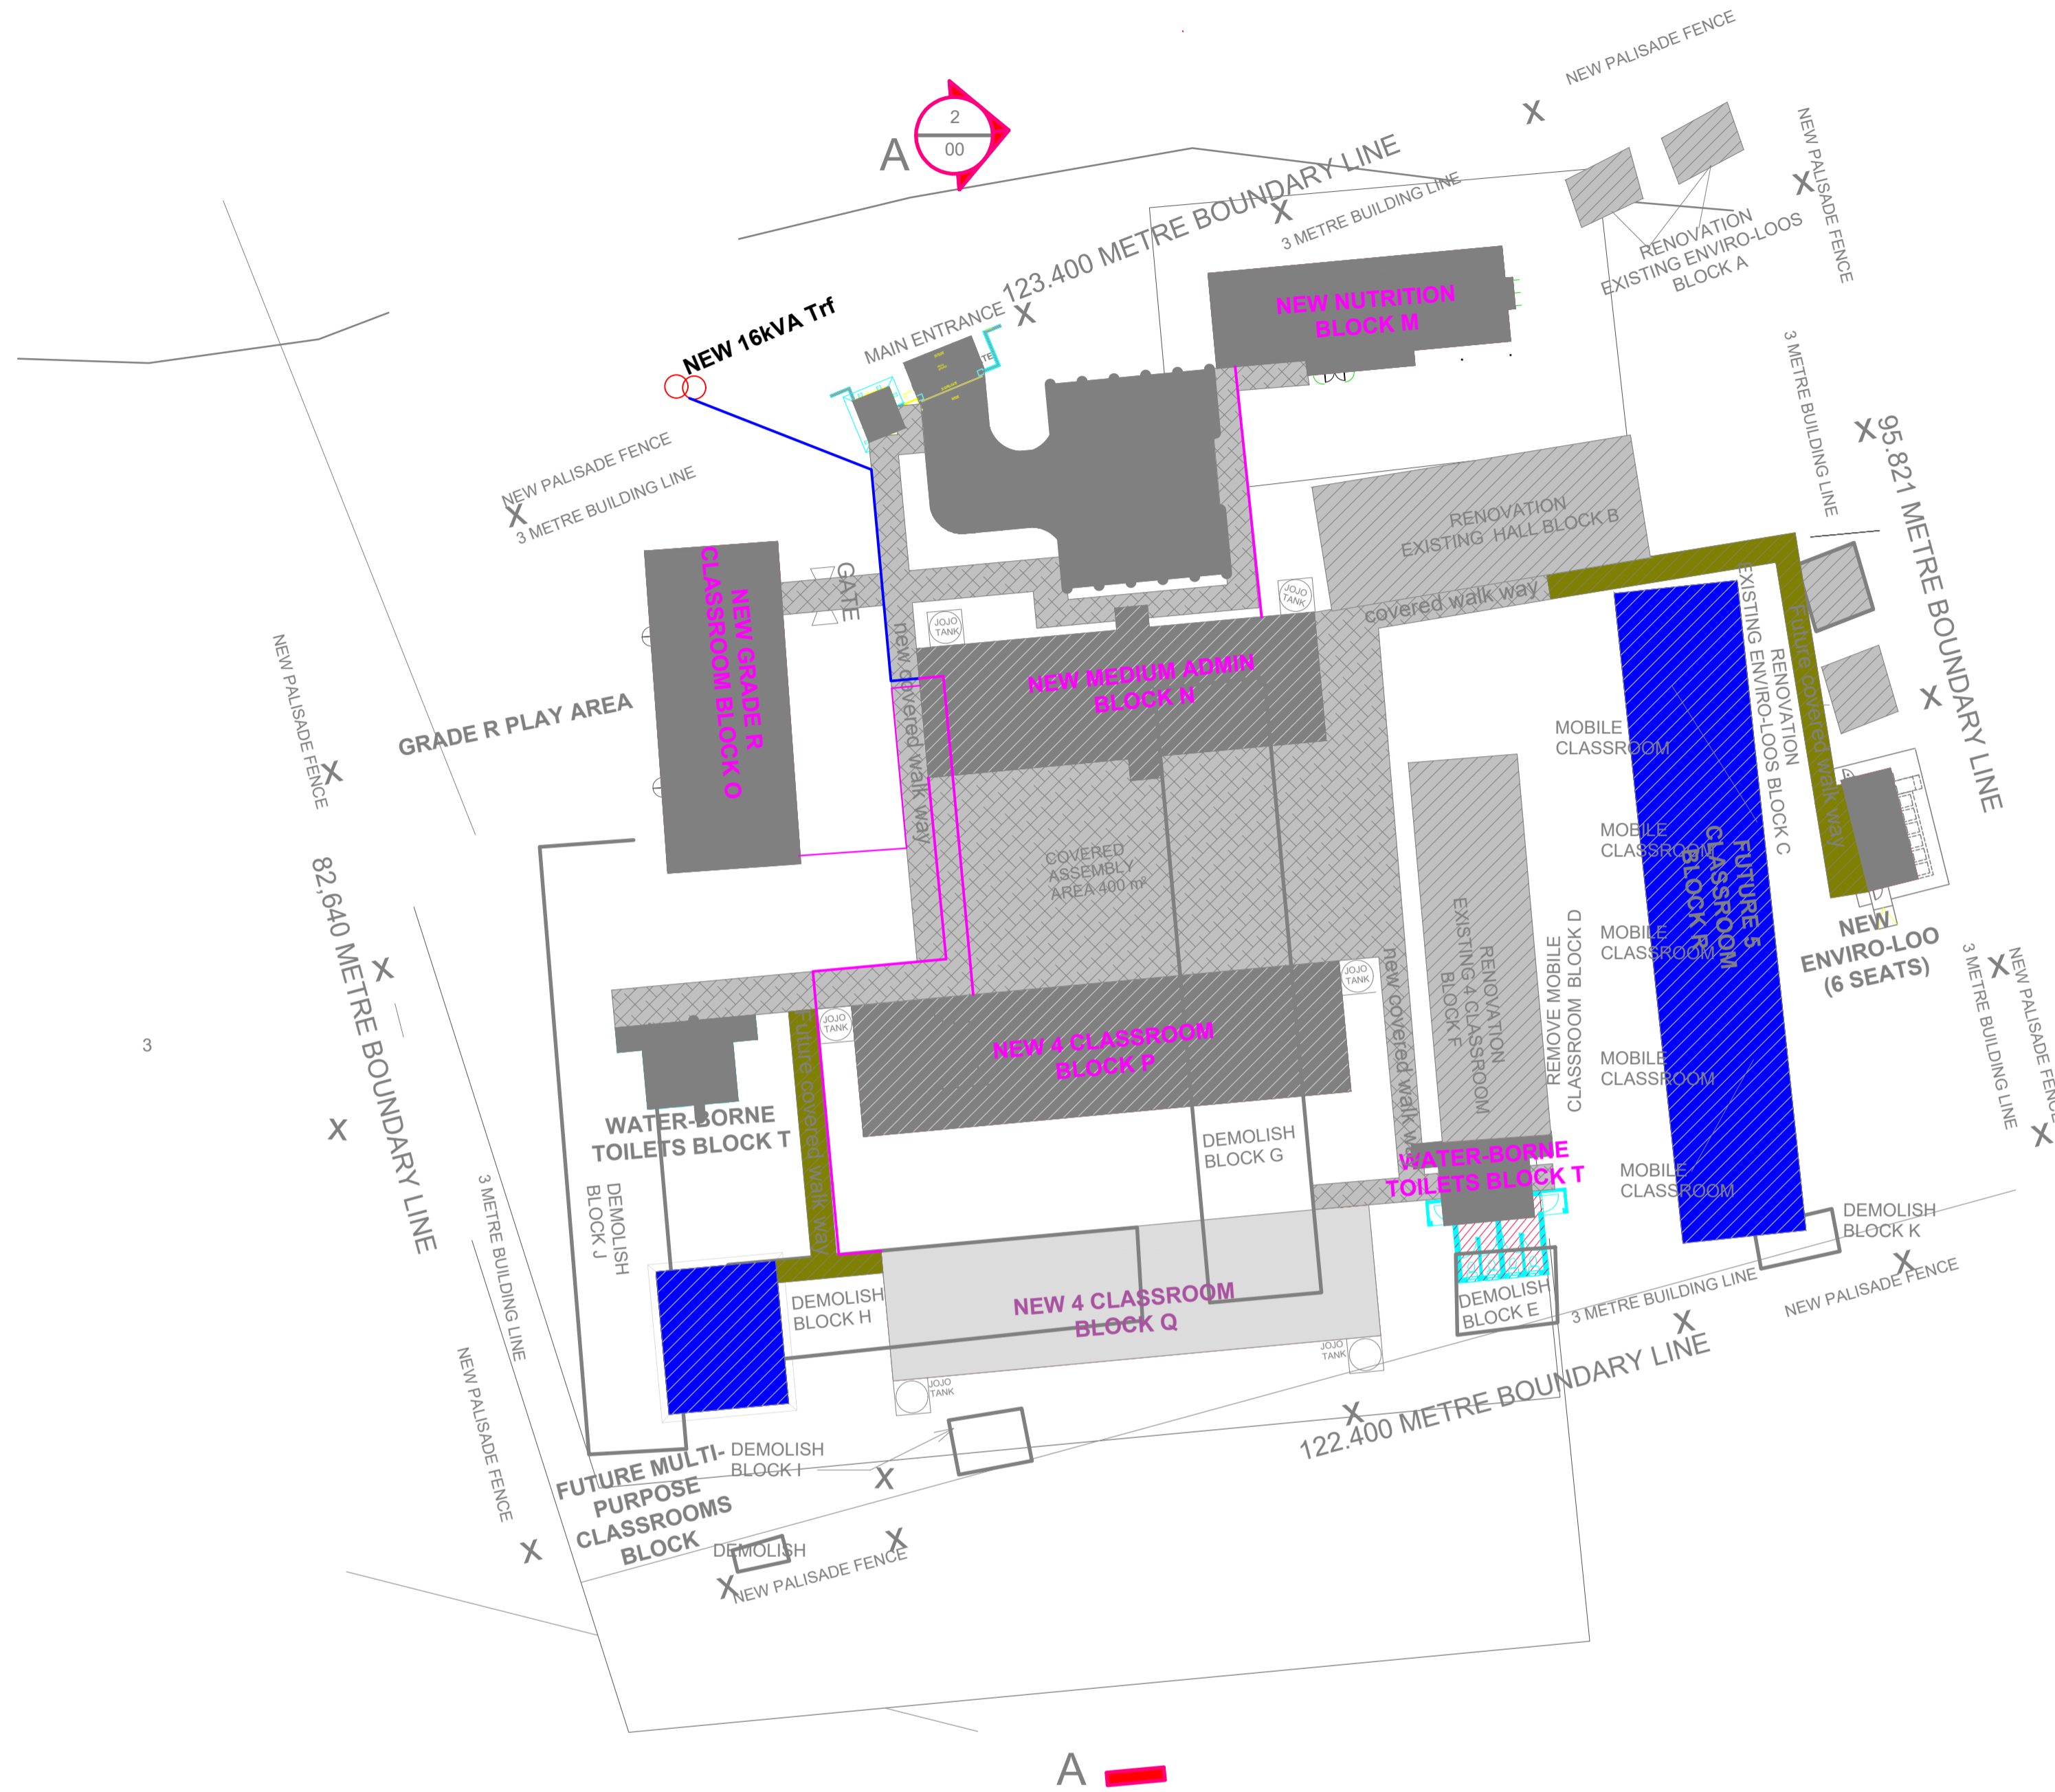 NEW PALISADE FENCE
X
2
00
A
NEW PALISADE FENCE
X
123.400 METRE BOUNDARY LINE
X
3 METRE BUILDING LINE
RENOVATION
EXISTING ENVIRO-LOOS
BLOCK A
NEW 16kVA Trf
MAIN ENTRANCE
X
NEW NUTRITION
BLOCK M
3 METRE BUILDING LINE
X
95.821 METRE BOUNDARY LINE
NEW PALISADE FENCE
X
3 METRE BUILDING LINE
RENOVATION
EXISTING HALL BLOCK B
GATE
NEW GRADE R
CLASSROOM BLOCK O
JOJO
TANK
JOJO
TANK
covered walk way
new covered walk way
NEW MEDIUM ADMIN
BLOCK N
GRADE R PLAY AREA
NEW PALISADE FENCE
X
RENOVATION
EXISTING ENVIRO-LOOS BLOCK C
Future covered walk way
X
MOBILE
CLASSROOM
MOBILE
CLASSROOM
MOBILE
CLASSROOM
MOBILE
CLASSROOM
MOBILE
CLASSROOM
FUTURE 5
CLASSROOM
BLOCK R
COVERED
ASSEMBLY
AREA 400 m²
RENOVATION
EXISTING 4 CLASSROOM
BLOCK F
REMOVE MOBILE
CLASSROOM BLOCK D
NEW
ENVIRO-LOO
(6 SEATS)
X
3 METRE BUILDING LINE
NEW PALISADE FENCE
X
82,640 METRE BOUNDARY LINE
X
X
3
JOJO
TANK
JOJO
TANK
new covered walk way
NEW 4 CLASSROOM
BLOCK P
WATER-BORNE
TOILETS BLOCK T
Future covered walk way
DEMOLISH
BLOCK G
WATER-BORNE
TOILETS BLOCK T
DEMOLISH
BLOCK J
3 METRE BUILDING LINE
DEMOLISH
BLOCK K
X
NEW PALISADE FENCE
3 METRE BUILDING LINE
X
DEMOLISH
BLOCK H
NEW 4 CLASSROOM
BLOCK Q
DEMOLISH
BLOCK E
JOJO
TANK
JOJO
TANK
122.400 METRE BOUNDARY LINE
X
NEW PALISADE FENCE
X
DEMOLISH
BLOCK I
X
FUTURE MULTI-
PURPOSE
CLASSROOMS
BLOCK
DEMOLISH
X
X
NEW PALISADE FENCE
A